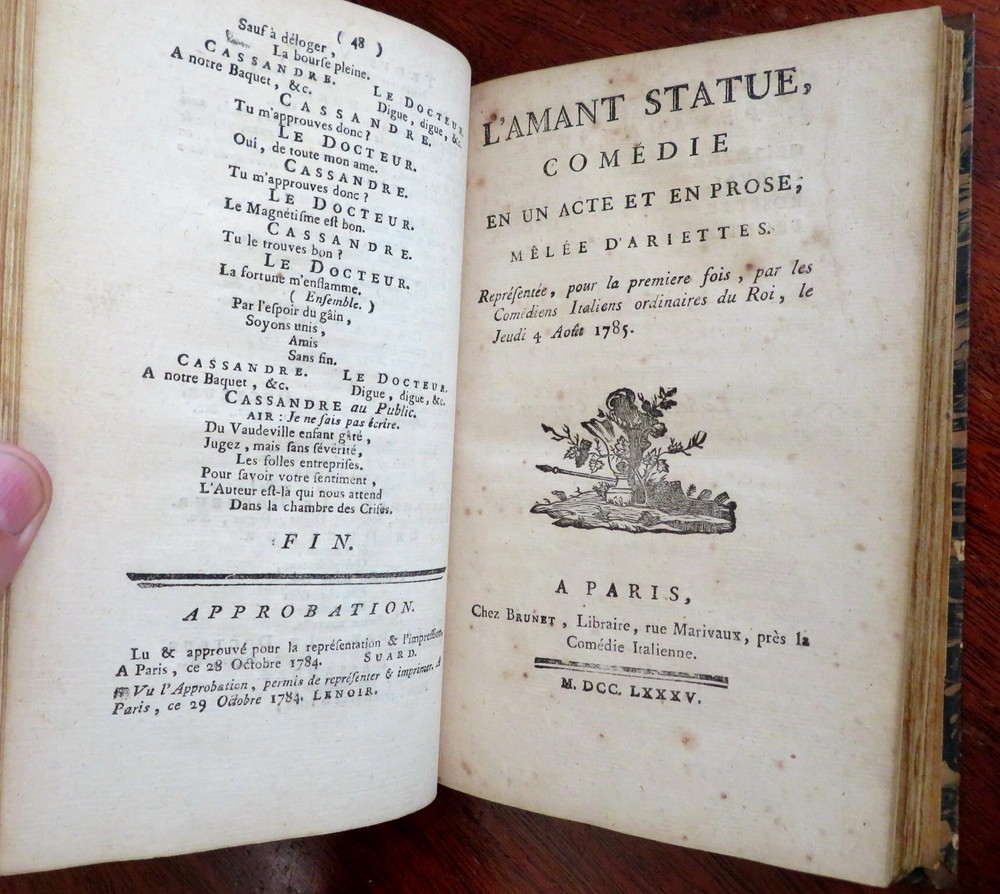 ( 48 )
Sauf à déloger,
La bourſe pleine.
CASSANDRE. LE DOCTEUR.
A notre Baquet, &c. Digue, digue, &c.
CASSANDRE.
Tu m'approuves donc ?
LE DOCTEUR.
Oui, de toute mon ame.
CASSANDRE.
Tu m'approuves donc ?
LE DOCTEUR.
Le Magnétiſme eſt bon.
CASSANDRE.
Tu le trouves bon ?
LE DOCTEUR.
La fortune m'enflamme.
( Enſemble. )
Par l'eſpoir du gâin,
Soyons unis,
Amis
Sans fin.
CASSANDRE. LE DOCTEUR.
A notre Baquet, &c. Digue, digue, &c.
CASSANDRE au Public.
AIR : Je ne ſais pas écrire.
Du Vaudeville enfant gâté,
Jugez, mais ſans ſévérité,
Les folles entrepriſes.
Pour ſavoir votre ſentiment,
L'Auteur eſt-là qui nous attend
Dans la chambre des Criſes.
FIN.
APPROBATION.
Lu & approuvé pour la repréſentation & l'impreſſion.
A Paris, ce 28 Octobre 1784. SUARD.
Vu l'Approbation, permis de repréſenter & imprimer. A
Paris, ce 29 Octobre 1784. LENOIR.
L'AMANT STATUE,
COMÉDIE
EN UN ACTE ET EN PROSE;
MÊLÉE D'ARIETTES.
Repréſentée, pour la premiere fois, par les
Comédiens Italiens ordinaires du Roi, le
Jeudi 4 Août 1785.
A PARIS,
Chez BRUNET, Libraire, rue Marivaux, près la
Comédie Italienne.
M. DCC. LXXXV.